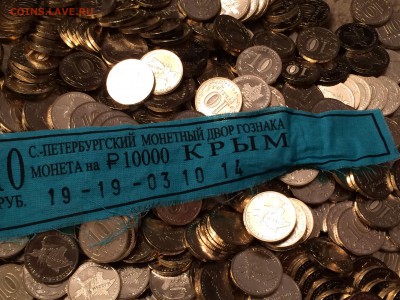 COINS.LAVE.RU
10 С.-ПЕТЕРБУРГСКИЙ МОНЕТНЫЙ ДВОР ГОЗНАКА
РУБ. МОНЕТА на ₽10000 КРЫМ
19-19-03 10 14
10
10
10